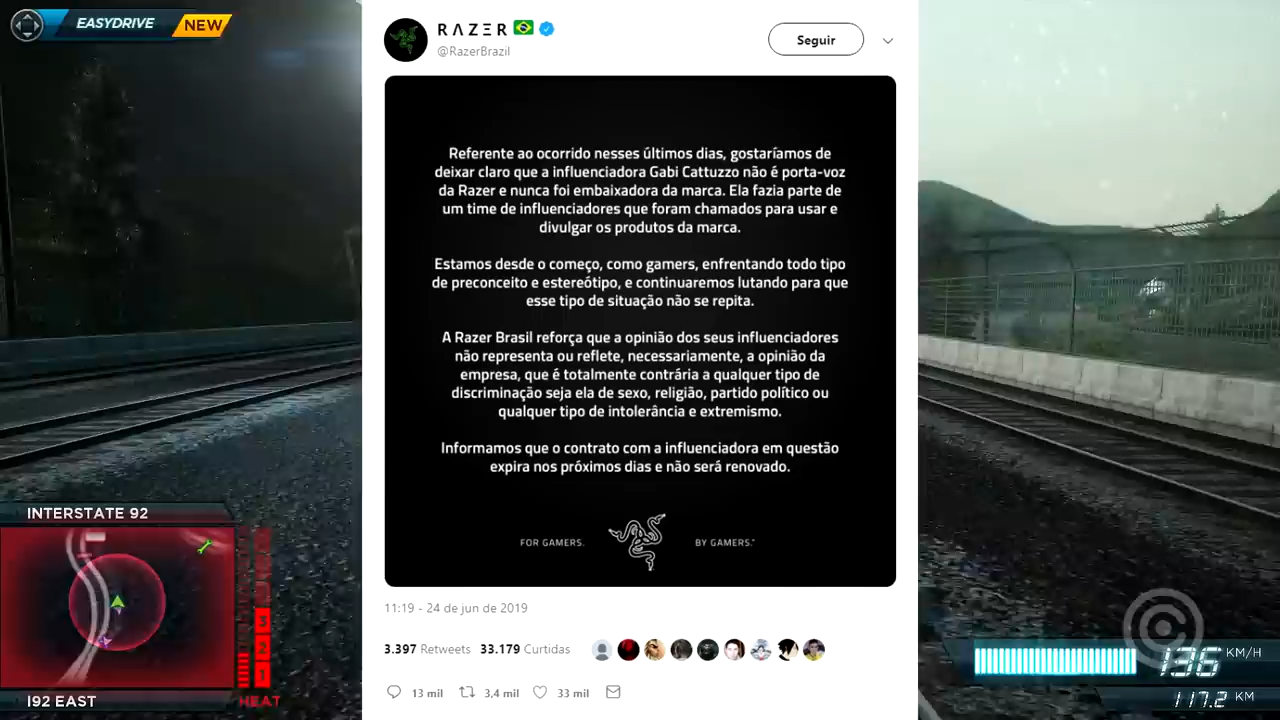 EASYDRIVE
NEW
RAZER
@RazerBrazil
Seguir
Referente ao ocorrido nesses últimos dias, gostaríamos de
deixar claro que a influenciadora Gabi Cattuzzo não é porta-voz
da Razer e nunca foi embaixadora da marca. Ela fazia parte de
um time de influenciadores que foram chamados para usar e
divulgar os produtos da marca.
Estamos desde o começo, como gamers, enfrentando todo tipo
de preconceito e estereótipo, e continuaremos lutando para que
esse tipo de situação não se repita.
A Razer Brasil reforça que a opinião dos seus influenciadores
não representa ou reflete, necessariamente, a opinião da
empresa, que é totalmente contrária a qualquer tipo de
discriminação seja ela de sexo, religião, partido político ou
qualquer tipo de intolerância e extremismo.
Informamos que o contrato com a influenciadora em questão
expira nos próximos dias e não será renovado.
FOR GAMERS. BY GAMERS.™
11:19 - 24 de jun de 2019
3.397 Retweets 33.179 Curtidas
13 mil 3,4 mil 33 mil
INTERSTATE 92
3
2
1
HEAT
I92 EAST
136 KM/H
117.2 KM